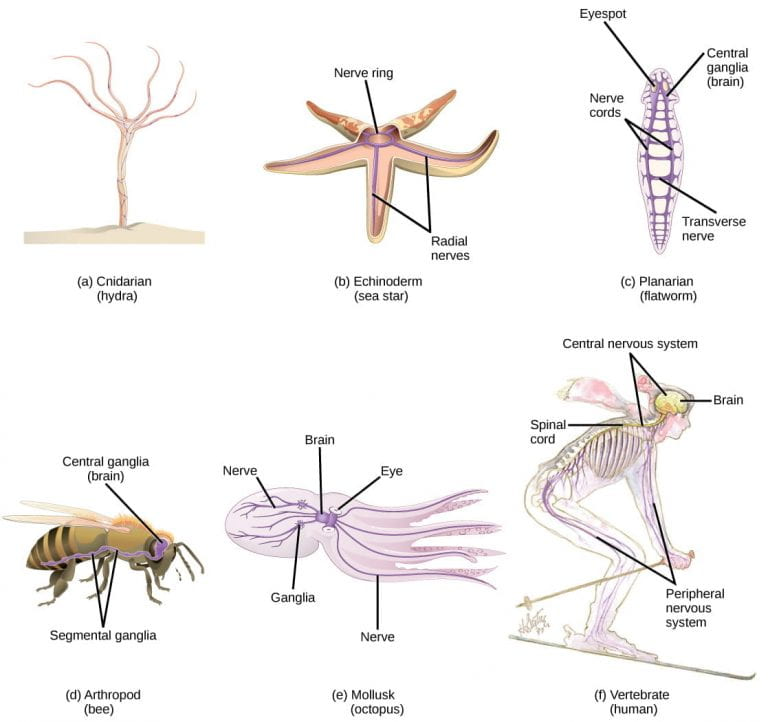 Eyespot
Central
ganglia
(brain)
Nerve
cords
Transverse
nerve
Nerve ring
Radial
nerves
(a) Cnidarian
(hydra)
(b) Echinoderm
(sea star)
(c) Planarian
(flatworm)
Central ganglia
(brain)
Segmental ganglia
Brain
Nerve
Eye
Ganglia
Nerve
Central nervous system
Brain
Spinal
cord
Peripheral
nervous
system
(d) Arthropod
(bee)
(e) Mollusk
(octopus)
(f) Vertebrate
(human)